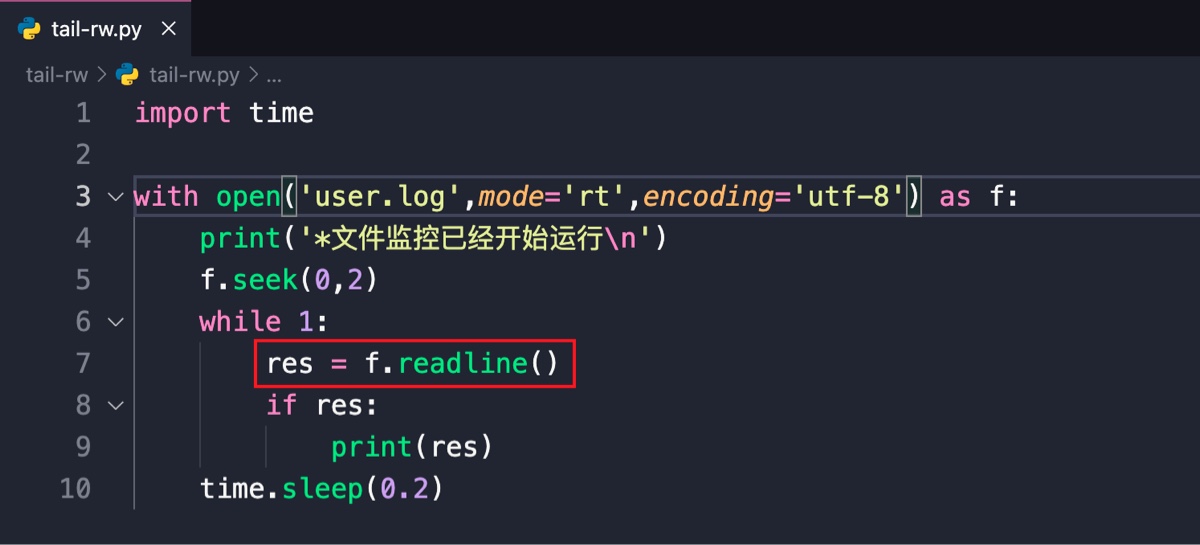 tail-rw.py ×
tail-rw > tail-rw.py > ...
1 import time
2
3 with open('user.log',mode='rt',encoding='utf-8') as f:
4     print('*文件监控已经开始运行\n')
5     f.seek(0,2)
6     while 1:
7         res = f.readline()
8         if res:
9             print(res)
10     time.sleep(0.2)